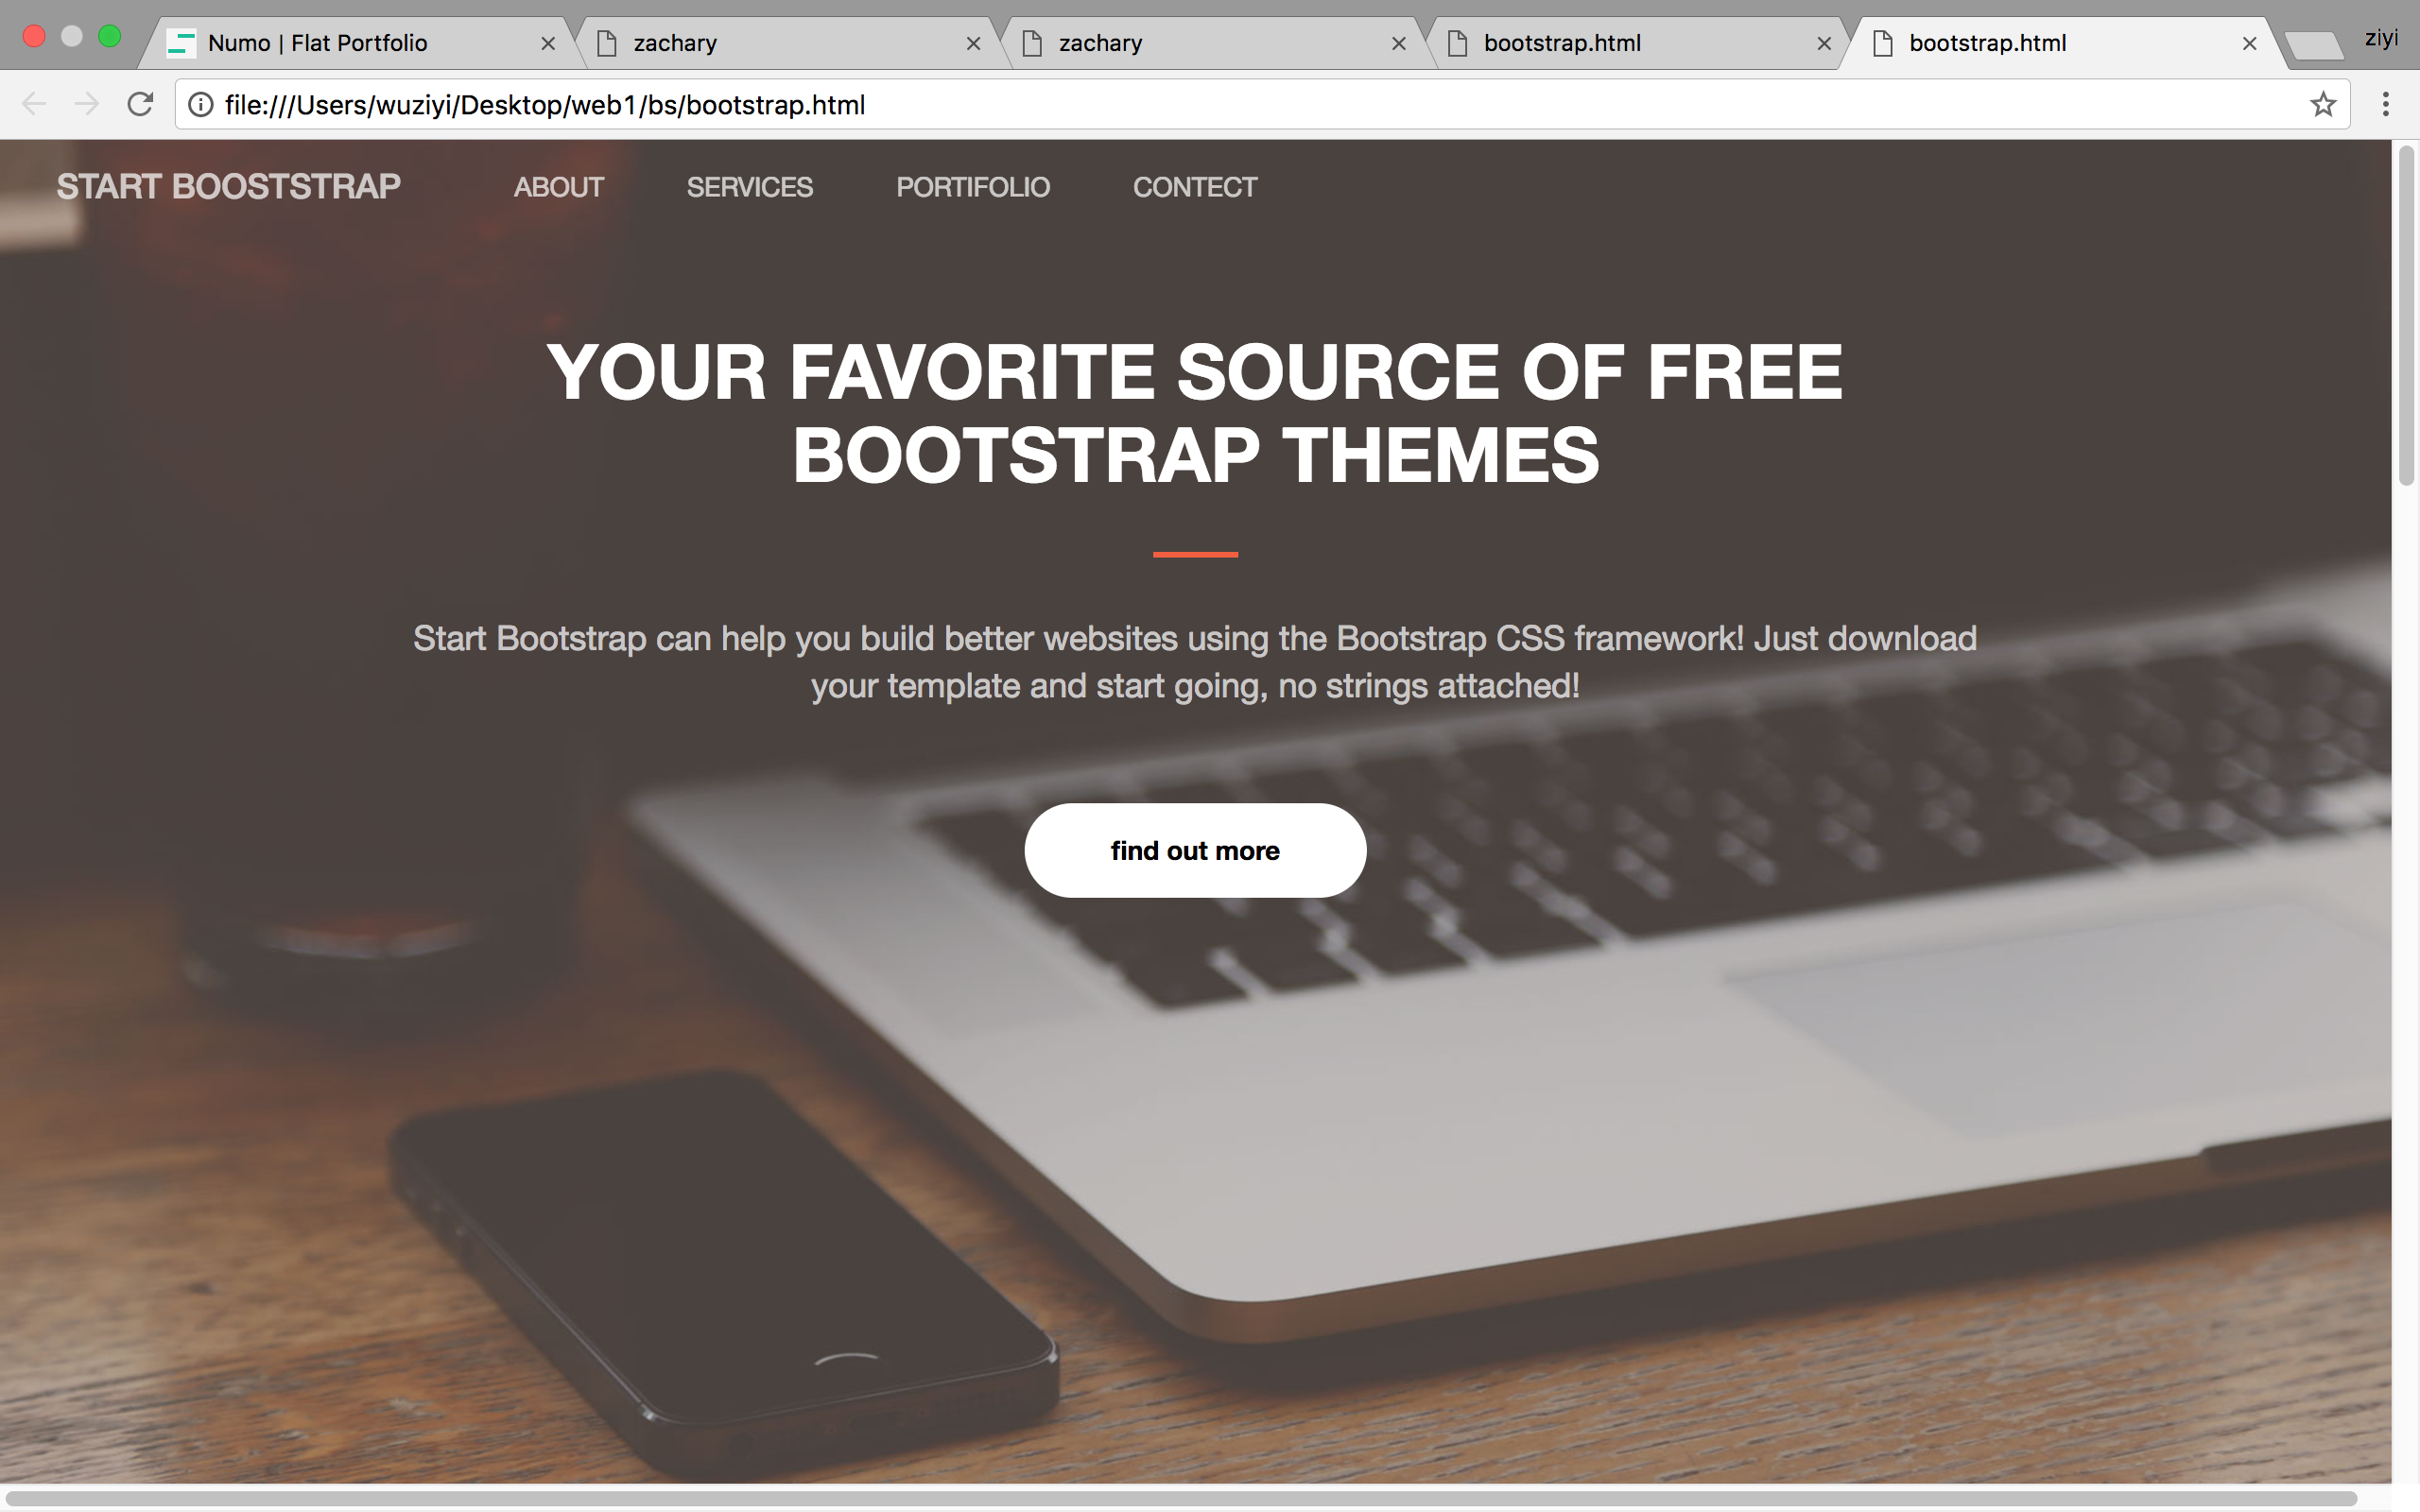 Numo | Flat Portfolio
zachary
zachary
bootstrap.html
bootstrap.html
ziyi
file:///Users/wuziyi/Desktop/web1/bs/bootstrap.html
START BOOSTSTRAP
ABOUT
SERVICES
PORTIFOLIO
CONTECT
YOUR FAVORITE SOURCE OF FREE
BOOTSTRAP THEMES
Start Bootstrap can help you build better websites using the Bootstrap CSS framework! Just download
your template and start going, no strings attached!
find out more